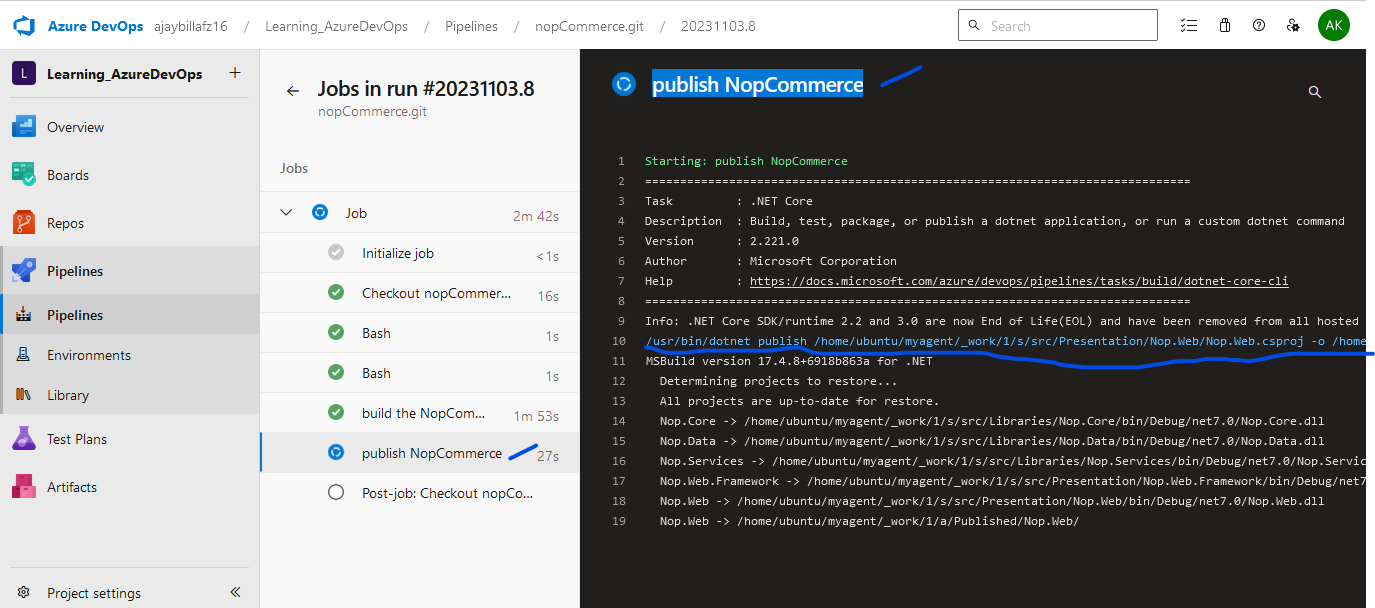 Azure DevOps ajaybillafz16 / Learning_AzureDevOps / Pipelines / nopCommerce.git / 20231103.8
Search
AK
L Learning_AzureDevOps +
Overview
Boards
Repos
Pipelines
Pipelines
Environments
Library
Test Plans
Artifacts
Project settings
Jobs in run #20231103.8
nopCommerce.git
Jobs
Job 2m 42s
Initialize job <1s
Checkout nopCommer... 16s
Bash 1s
Bash 1s
build the NopCom... 1m 53s
publish NopCommerce 27s
Post-job: Checkout nopCo...
publish NopCommerce
1 Starting: publish NopCommerce
2 ==============================================================================
3 Task : .NET Core
4 Description : Build, test, package, or publish a dotnet application, or run a custom dotnet command
5 Version : 2.221.0
6 Author : Microsoft Corporation
7 Help : https://docs.microsoft.com/azure/devops/pipelines/tasks/build/dotnet-core-cli
8 ==============================================================================
9 Info: .NET Core SDK/runtime 2.2 and 3.0 are now End of Life(EOL) and have been removed from all hosted
10 /usr/bin/dotnet publish /home/ubuntu/myagent/_work/1/s/src/Presentation/Nop.Web/Nop.Web.csproj -o /home
11 MSBuild version 17.4.8+6918b863a for .NET
12 Determining projects to restore...
13 All projects are up-to-date for restore.
14 Nop.Core -> /home/ubuntu/myagent/_work/1/s/src/Libraries/Nop.Core/bin/Debug/net7.0/Nop.Core.dll
15 Nop.Data -> /home/ubuntu/myagent/_work/1/s/src/Libraries/Nop.Data/bin/Debug/net7.0/Nop.Data.dll
16 Nop.Services -> /home/ubuntu/myagent/_work/1/s/src/Libraries/Nop.Services/bin/Debug/net7.0/Nop.Servic
17 Nop.Web.Framework -> /home/ubuntu/myagent/_work/1/s/src/Presentation/Nop.Web.Framework/bin/Debug/net7
18 Nop.Web -> /home/ubuntu/myagent/_work/1/s/src/Presentation/Nop.Web/bin/Debug/net7.0/Nop.Web.dll
19 Nop.Web -> /home/ubuntu/myagent/_work/1/a/Published/Nop.Web/